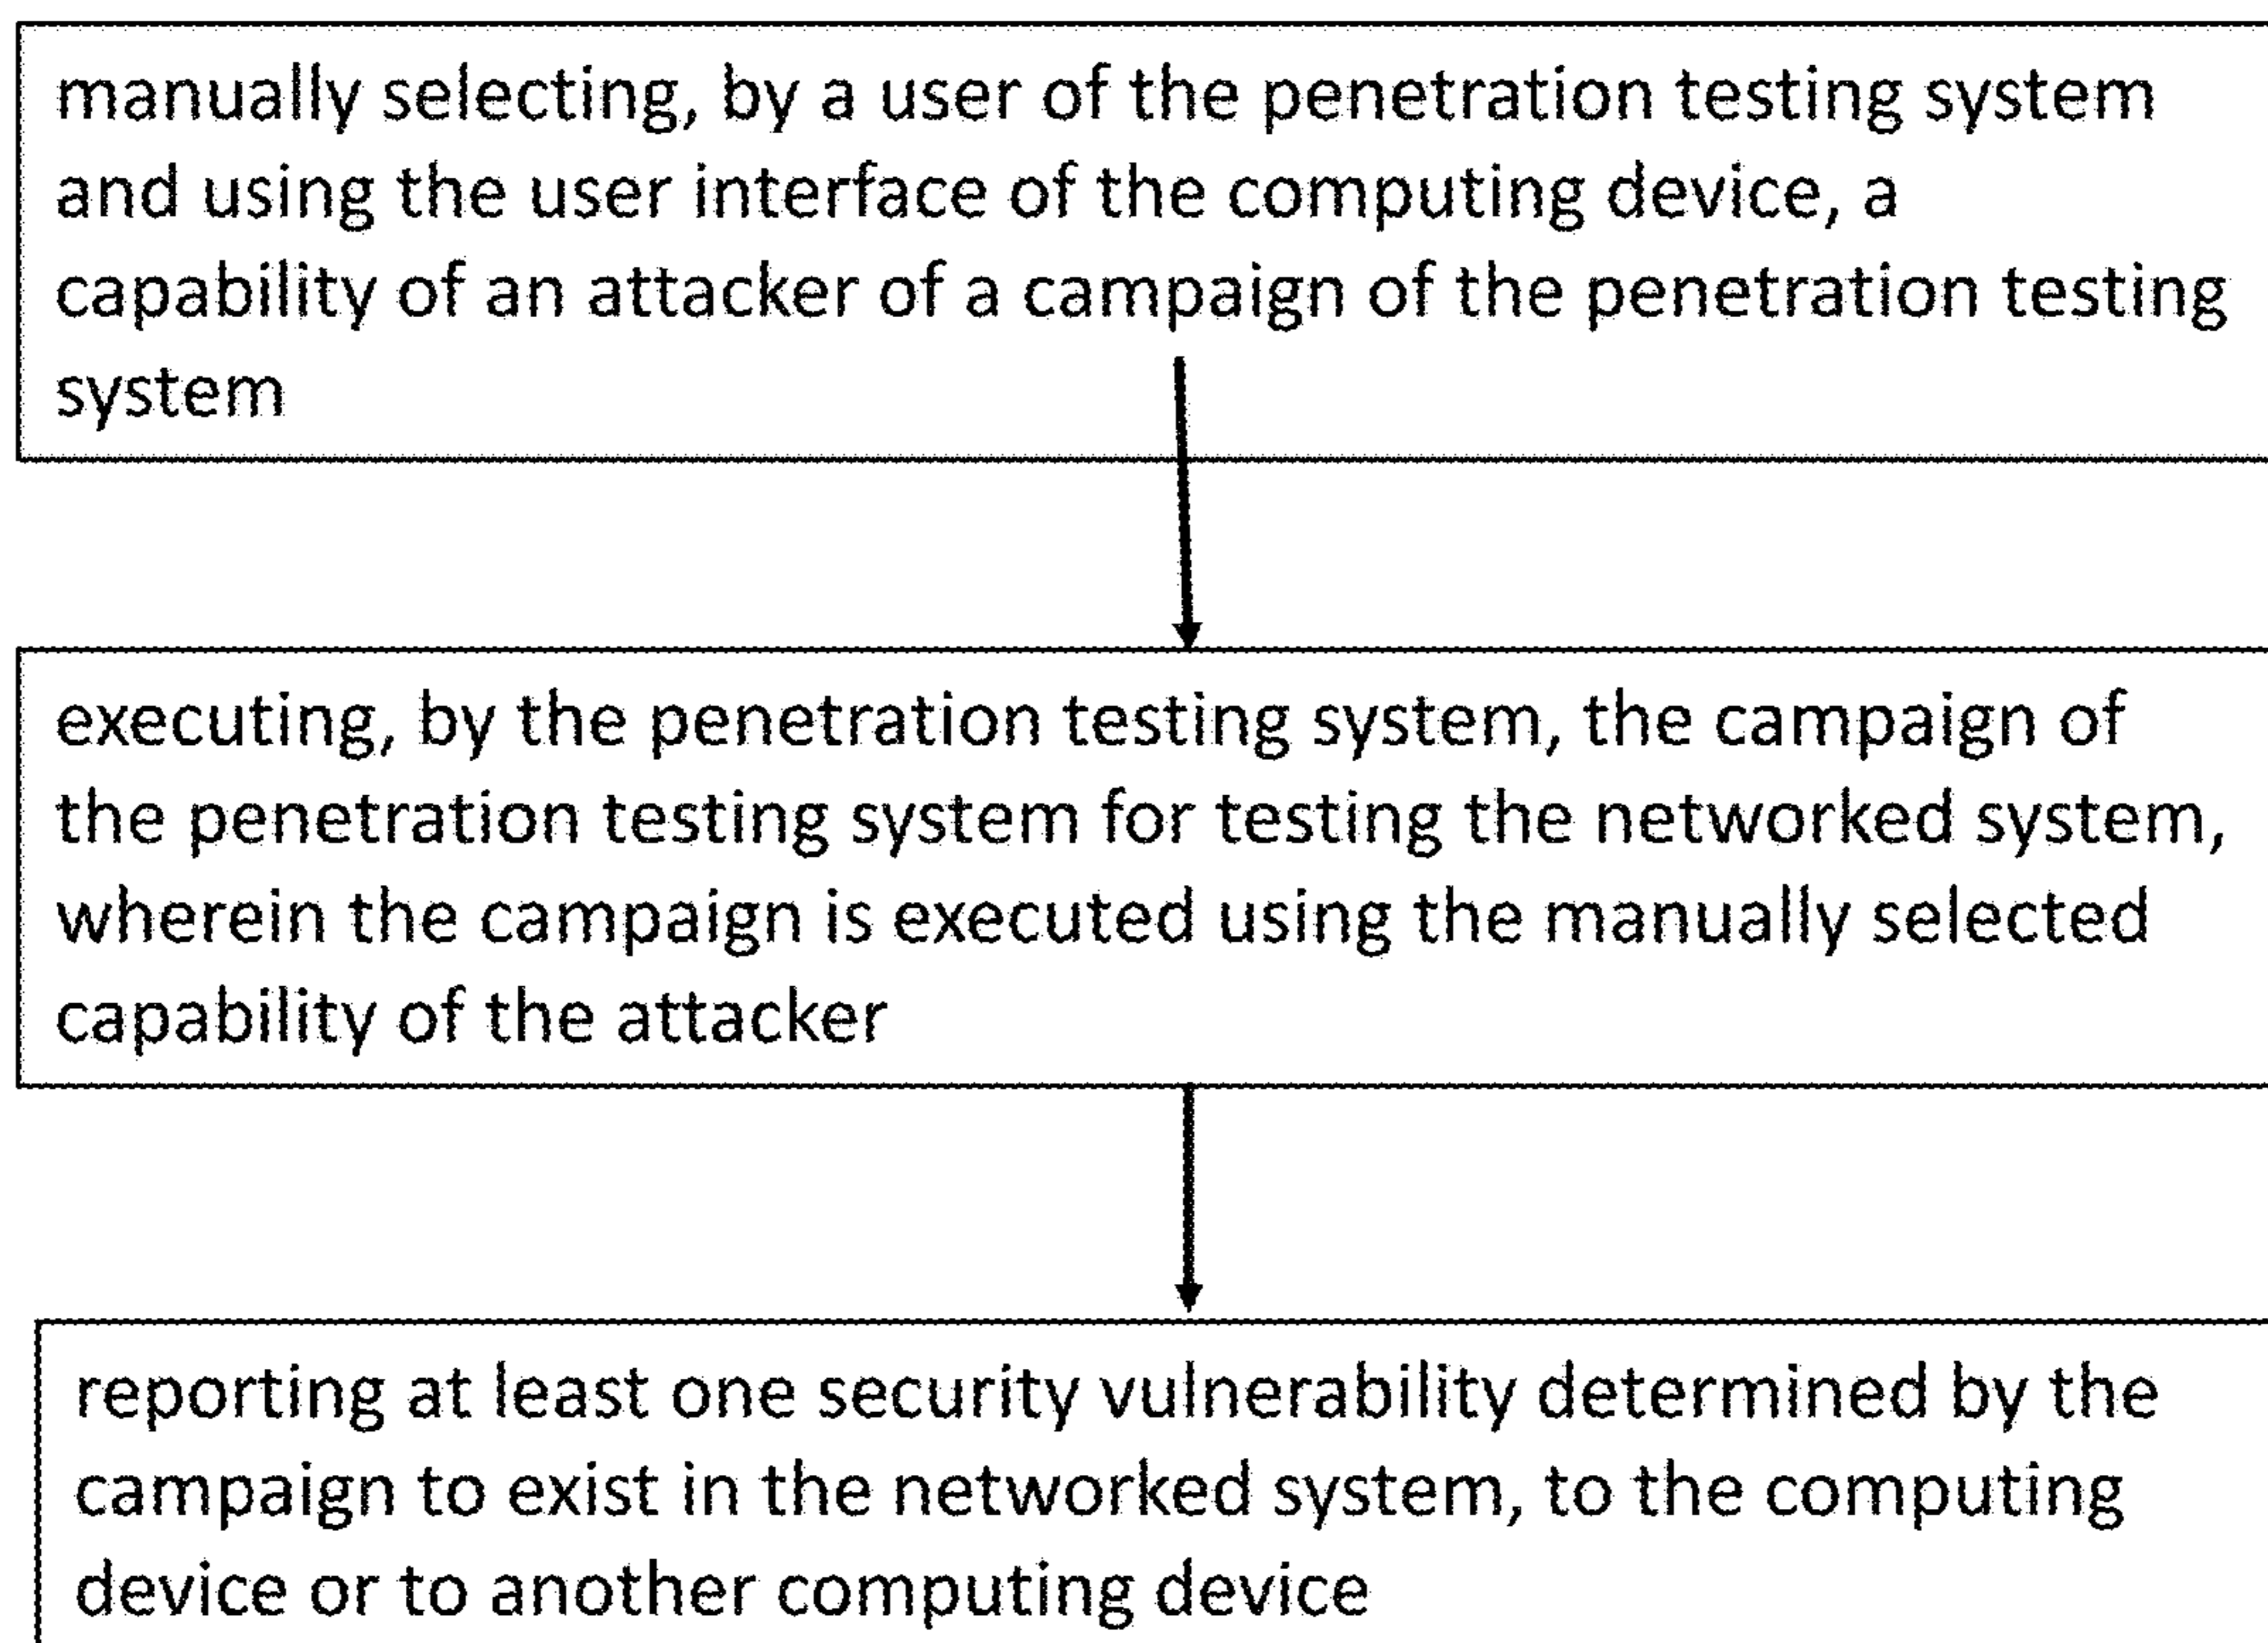 manually selecting, by a user of the penetration testing system
and using the user interface of the computing device, a
capability of an attacker of a campaign of the penetration testing
system
executing, by the penetration testing system, the campaign of
the penetration testing system for testing the networked system,
wherein the campaign is executed using the manually selected
capability of the attacker
reporting at least one security vulnerability determined by the
campaign to exist in the networked system, to the computing
device or to another computing device